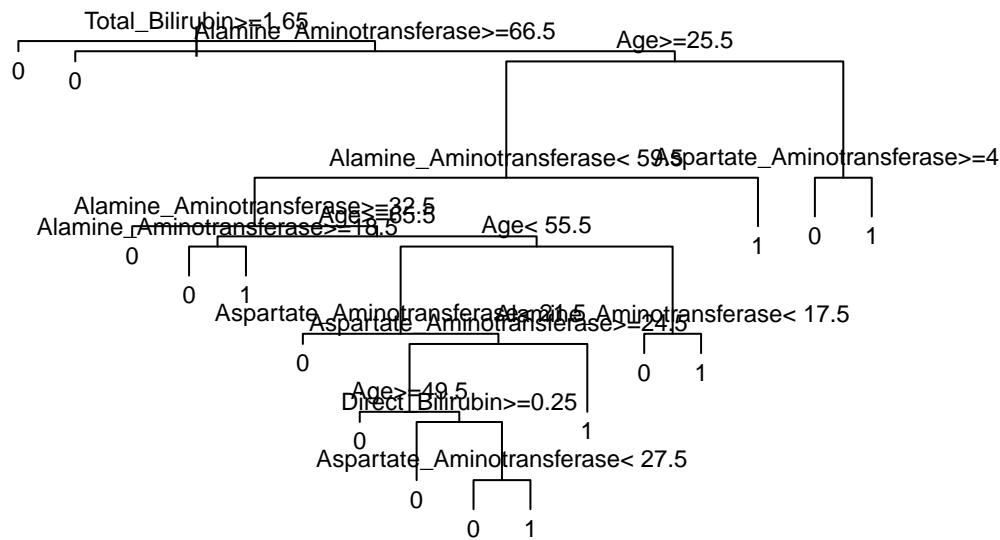 Total_Bilirubin>=1.65
Alamine_Aminotransferase>=66.5
Age>=25.5
0
0
Alamine_Aminotransferase< 59.5
Aspartate_Aminotransferase>=4
Alamine_Aminotransferase>=32.5
Age>=65.5
Alamine_Aminotransferase>=18.5
Age< 55.5
0
1
0
1
0
1
Aspartate_Aminotransferase< 21.5
Alamine_Aminotransferase< 17.5
Aspartate_Aminotransferase>=24.5
0
0
1
Age>=49.5
Direct_Bilirubin>=0.25
0
1
Aspartate_Aminotransferase< 27.5
0
0
1